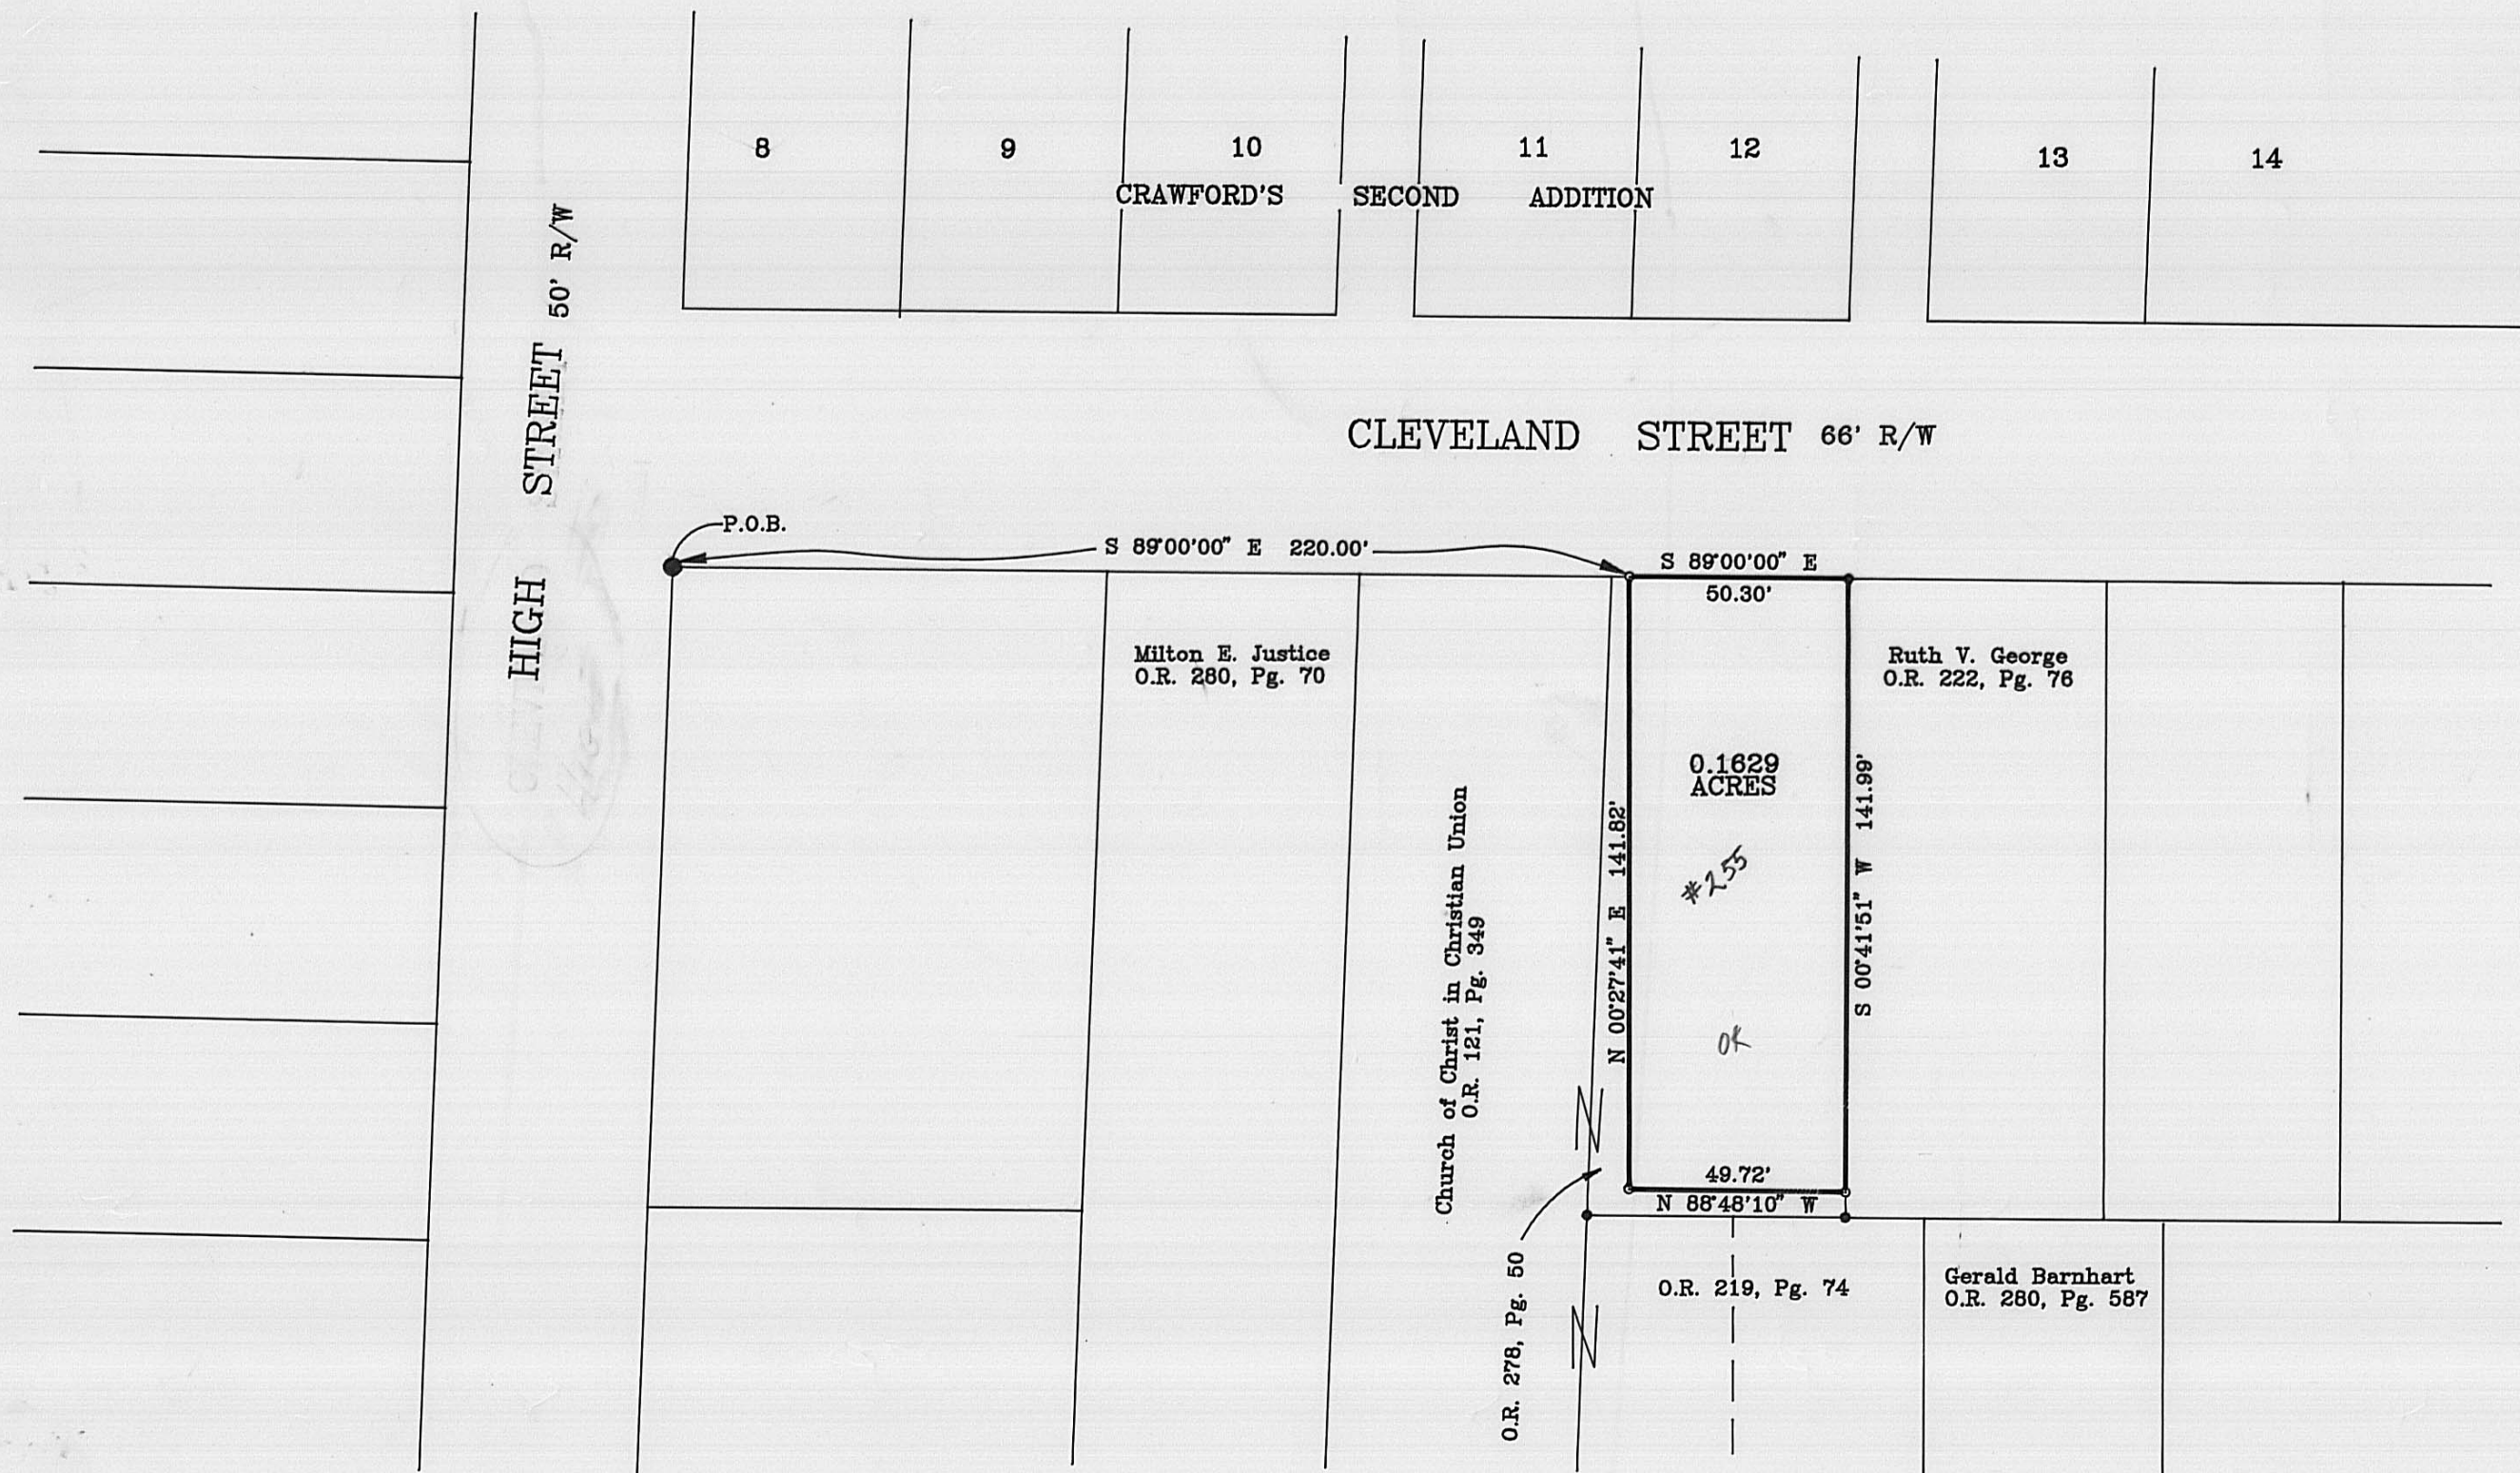 8
9
10
11
12
13
14
CRAWFORD'S SECOND ADDITION
HIGH STREET 50' R/W
CLEVELAND STREET 66' R/W
P.O.B.
S 89°00'00" E 220.00'
S 89°00'00" E
50.30'
Milton E. Justice
O.R. 280, Pg. 70
Ruth V. George
O.R. 222, Pg. 76
0.1629
ACRES
#255
OK
Church of Christ in Christian Union
O.R. 121, Pg. 349
N 00°27'41" E 141.82'
S 00°41'51" W 141.99'
49.72'
N 88°48'10" W
O.R. 278, Pg. 50
O.R. 219, Pg. 74
Gerald Barnhart
O.R. 280, Pg. 587